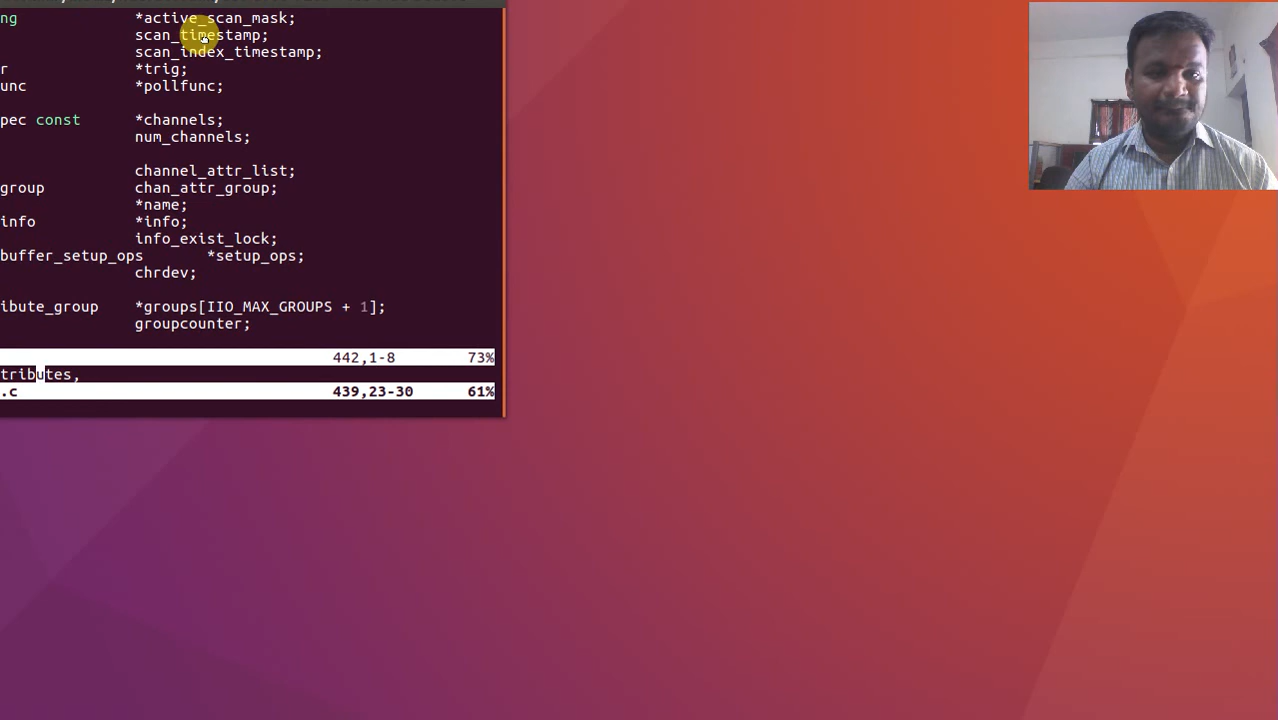 ng *active_scan_mask;
scan_timestamp;
scan_index_timestamp;
r *trig;
unc *pollfunc;
pec const *channels;
num_channels;
channel_attr_list;
group chan_attr_group;
*name;
info *info;
info_exist_lock;
buffer_setup_ops *setup_ops;
chrdev;
ibute_group *groups[IIO_MAX_GROUPS + 1];
groupcounter;
442,1-8 73%
tributes,
.c 439,23-30 61%